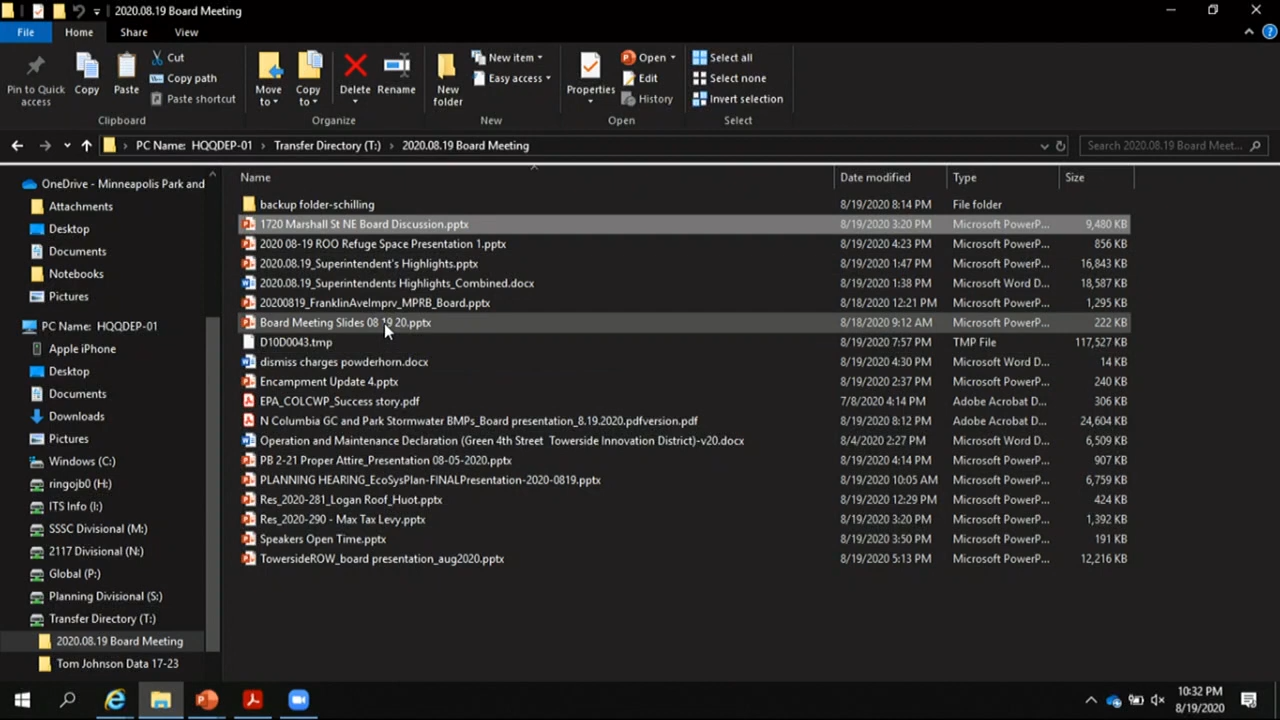 2020.08.19 Board Meeting
File Home Share View
Pin to Quick access
Copy
Paste
Cut
Copy path
Paste shortcut
Clipboard
Move to
Copy to
Delete
Rename
Organize
New folder
New item
Easy access
New
Properties
Open
Edit
History
Open
Select all
Select none
Invert selection
Select
PC Name: HQQDEP-01 > Transfer Directory (T:) > 2020.08.19 Board Meeting
Search 2020.08.19 Board Meet...
OneDrive - Minneapolis Park and
Attachments
Desktop
Documents
Notebooks
Pictures
PC Name: HQQDEP-01
Apple iPhone
Desktop
Documents
Downloads
Pictures
Windows (C:)
ringojb0 (H:)
ITS Info (I:)
SSSC Divisional (M:)
2117 Divisional (N:)
Global (P:)
Planning Divisional (S:)
Transfer Directory (T:)
2020.08.19 Board Meeting
Tom Johnson Data 17-23
Name Date modified Type Size
backup folder-schilling 8/19/2020 8:14 PM File folder
1720 Marshall St NE Board Discussion.pptx 8/19/2020 3:20 PM Microsoft PowerP... 9,480 KB
2020 08-19 ROO Refuge Space Presentation 1.pptx 8/19/2020 4:23 PM Microsoft PowerP... 856 KB
2020.08.19_Superintendent's Highlights.pptx 8/19/2020 1:47 PM Microsoft PowerP... 16,843 KB
2020.08.19_Superintendents Highlights_Combined.docx 8/19/2020 1:38 PM Microsoft Word D... 18,587 KB
20200819_FranklinAveImprv_MPRB_Board.pptx 8/18/2020 12:21 PM Microsoft PowerP... 1,295 KB
Board Meeting Slides 08 19 20.pptx 8/18/2020 9:12 AM Microsoft PowerP... 222 KB
D10D0043.tmp 8/19/2020 7:57 PM TMP File 117,527 KB
dismiss charges powderhorn.docx 8/19/2020 4:30 PM Microsoft Word D... 14 KB
Encampment Update 4.pptx 8/19/2020 2:37 PM Microsoft PowerP... 240 KB
EPA_COLCWP_Success story.pdf 7/8/2020 4:14 PM Adobe Acrobat D... 306 KB
N Columbia GC and Park Stormwater BMPs_Board presentation_8.19.2020.pdfversion.pdf 8/19/2020 8:12 PM Adobe Acrobat D... 24,604 KB
Operation and Maintenance Declaration (Green 4th Street Towerside Innovation District)-v20.docx 8/4/2020 2:27 PM Microsoft Word D... 6,509 KB
PB 2-21 Proper Attire_Presentation 08-05-2020.pptx 8/19/2020 4:14 PM Microsoft PowerP... 907 KB
PLANNING HEARING_EcoSysPlan-FINALPresentation-2020-0819.pptx 8/19/2020 10:05 AM Microsoft PowerP... 6,759 KB
Res_2020-281_Logan Roof_Huot.pptx 8/19/2020 12:29 PM Microsoft PowerP... 424 KB
Res_2020-290 - Max Tax Levy.pptx 8/19/2020 3:20 PM Microsoft PowerP... 1,392 KB
Speakers Open Time.pptx 8/19/2020 3:50 PM Microsoft PowerP... 191 KB
TowersideROW_board presentation_aug2020.pptx 8/19/2020 5:13 PM Microsoft PowerP... 12,216 KB
10:32 PM
8/19/2020